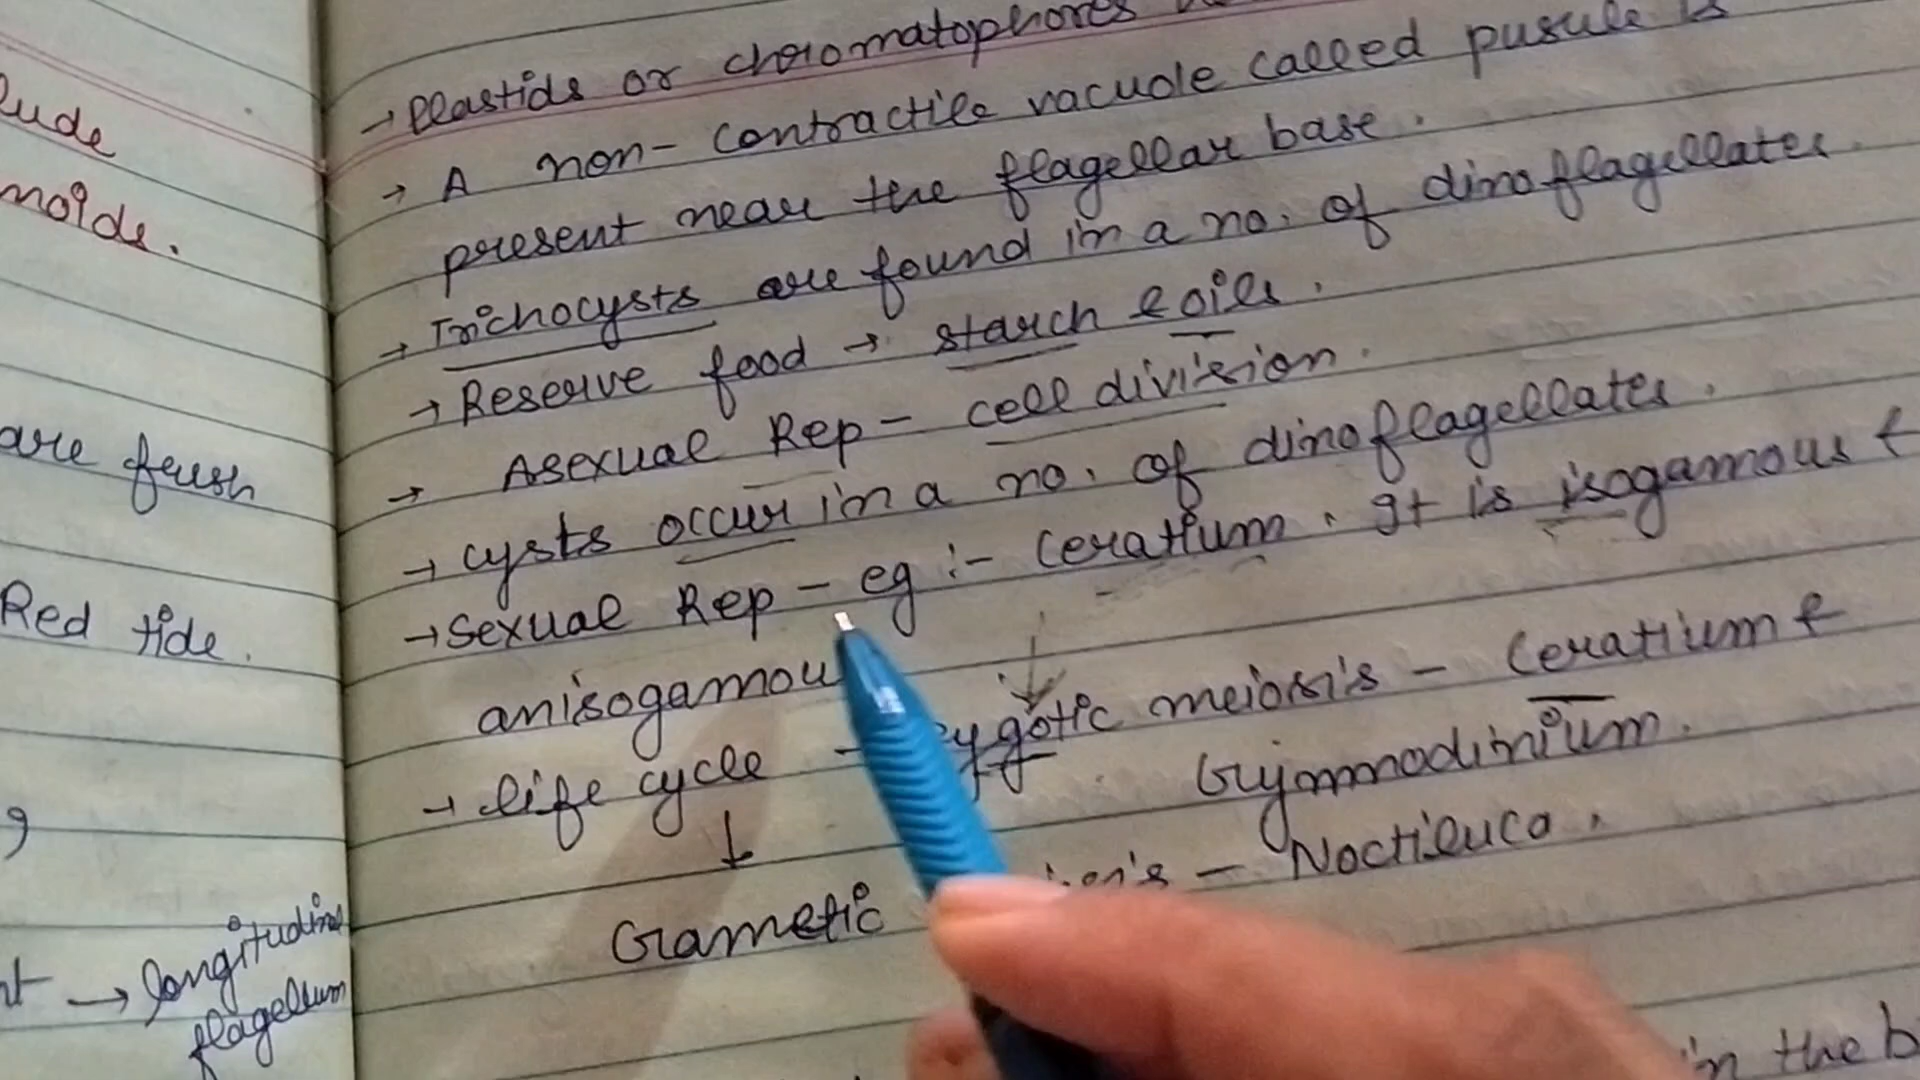 lude
moids.
are fresh
Red tide.
,
→ longitudinal
flagellum
→ Plastids or chromatophores
→ A non-contractile vacuole called pusule is
present near the flagellar base.
→ Trichocysts are found in a no. of dinoflagellates.
→ Reserve food → starch & oils.
→ Asexual Rep - cell division.
→ cysts occur in a no. of dinoflagellates.
→ Sexual Rep - eg :- Ceratium. It is isogamous &
anisogamou
→ life cycle - zygotic meiosis - Ceratium &
Gymnodinium.
Gametic - Noctiluca.
in the b